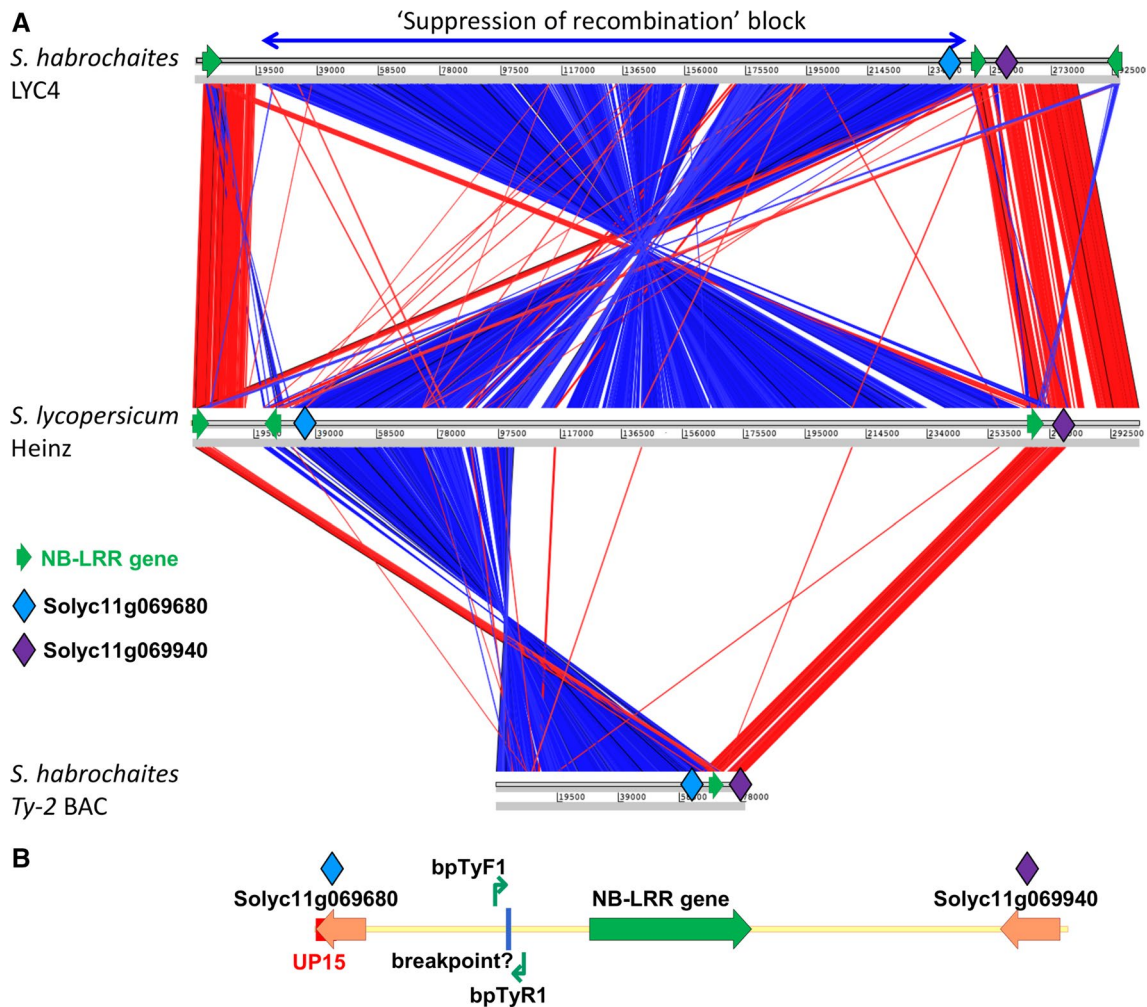 A
‘Suppression of recombination’ block
S. habrochaites
LYC4
19500 39000 58500 78000 97500 117000 136500 156000 175500 195000 214500 273000
S. lycopersicum
Heinz
39000 58500 78000 97500 117000 136500 156000 175500 195000 214500 234000 253500 292500
NB-LRR gene
Solyc11g069680
Solyc11g069940
S. habrochaites
Ty-2 BAC
19500 39000 78000
B
bpTyF1
Solyc11g069680 NB-LRR gene Solyc11g069940
UP15
breakpoint?
bpTyR1